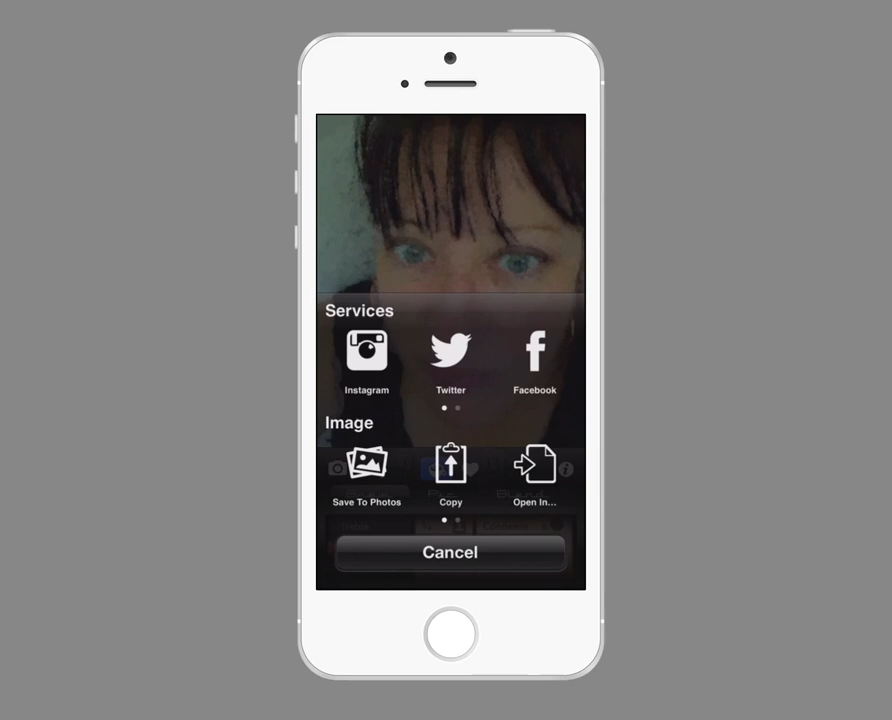 Services
Instagram Twitter Facebook
Image
Save To Photos Copy Open In...
Cancel